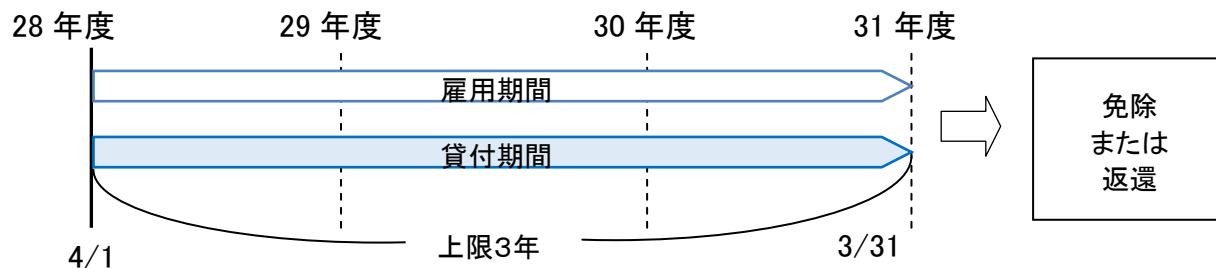 28 年度
29 年度
30 年度
31 年度
雇用期間
貸付期間
免除
または
返還
上限3年
4/1
3/31